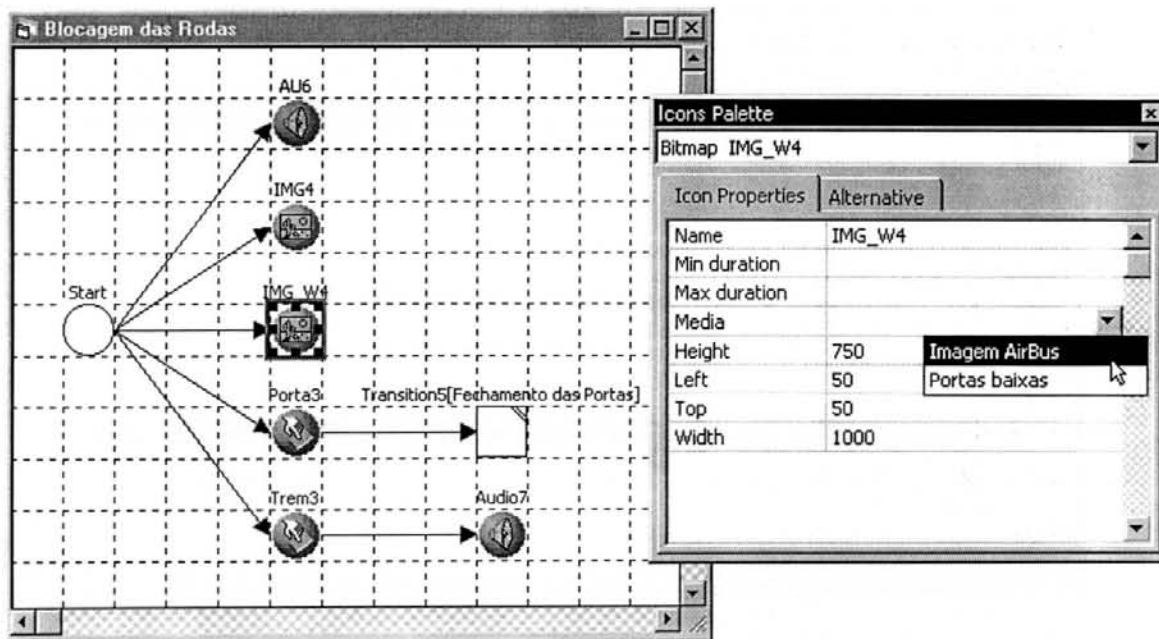 Blocagem das Rodas
AU6
IMG4
Start
IMG_W4
Porta3
Transition5[Fechamento das Portas]
Trem3
Audio7
Icons Palette
Bitmap IMG_W4
Icon Properties
Alternative
Name IMG_W4
Min duration
Max duration
Media
Imagem AirBus
Portas baixas
Height 750
Left 50
Top 50
Width 1000